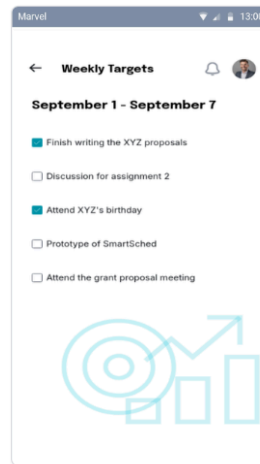 Marvel
13:00
Weekly Targets
September 1 - September 7
Finish writing the XYZ proposals
Discussion for assignment 2
Attend XYZ's birthday
Prototype of SmartSched
Attend the grant proposal meeting